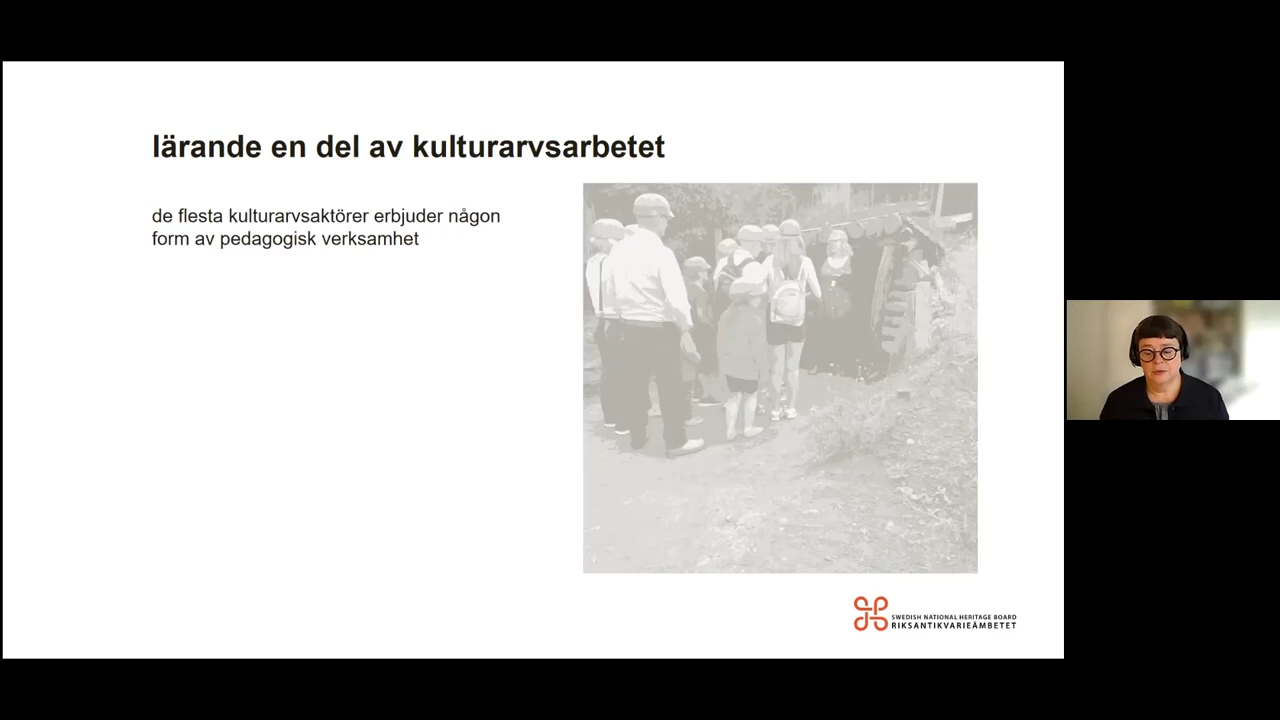 lärande en del av kulturarvsarbetet
de flesta kulturarvsaktörer erbjuder någon
form av pedagogisk verksamhet
SWEDISH NATIONAL HERITAGE BOARD
RIKSANTIKVARIEÄMBETET